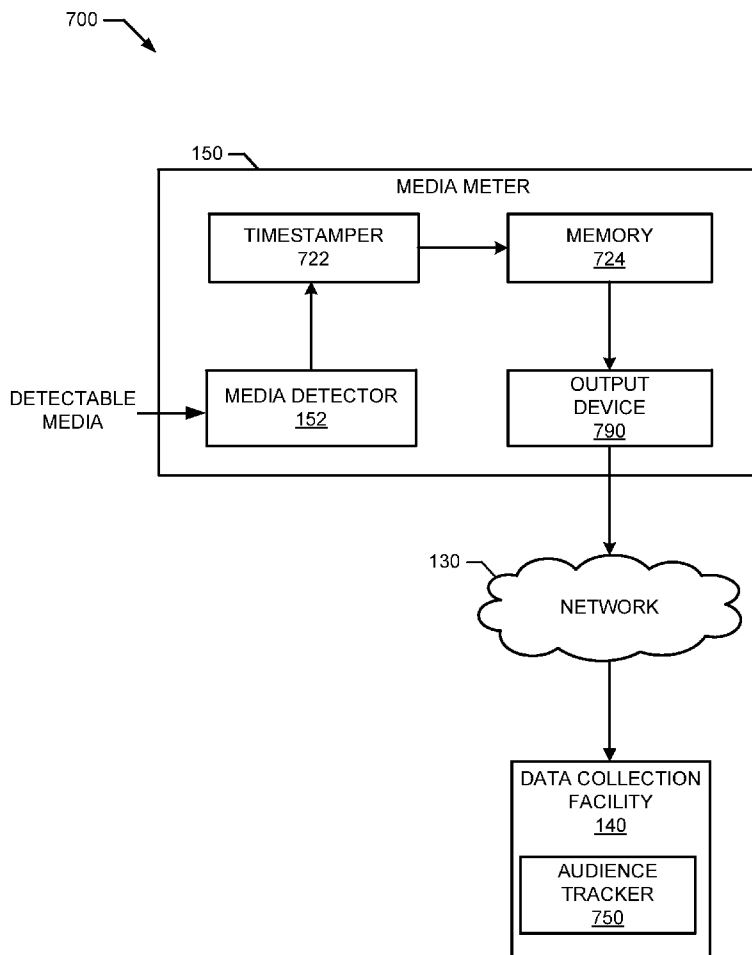 700
150
MEDIA METER
TIMESTAMPER
722
MEMORY
724
DETECTABLE
MEDIA
MEDIA DETECTOR
152
OUTPUT
DEVICE
790
130
NETWORK
DATA COLLECTION
FACILITY
140
AUDIENCE
TRACKER
750